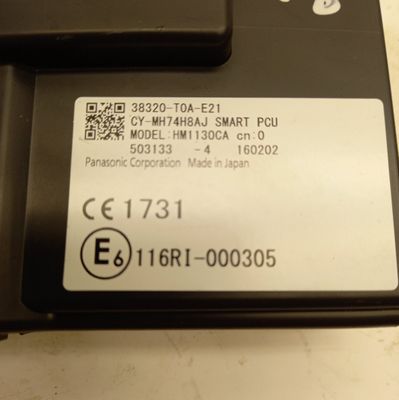 38320-T0A-E21
CY-MH74H8AJ SMART PCU
MODEL:HM1130CA cn:0
503133 -4 160202
Panasonic Corporation Made in Japan
CE 1731
E6 116RI-000305